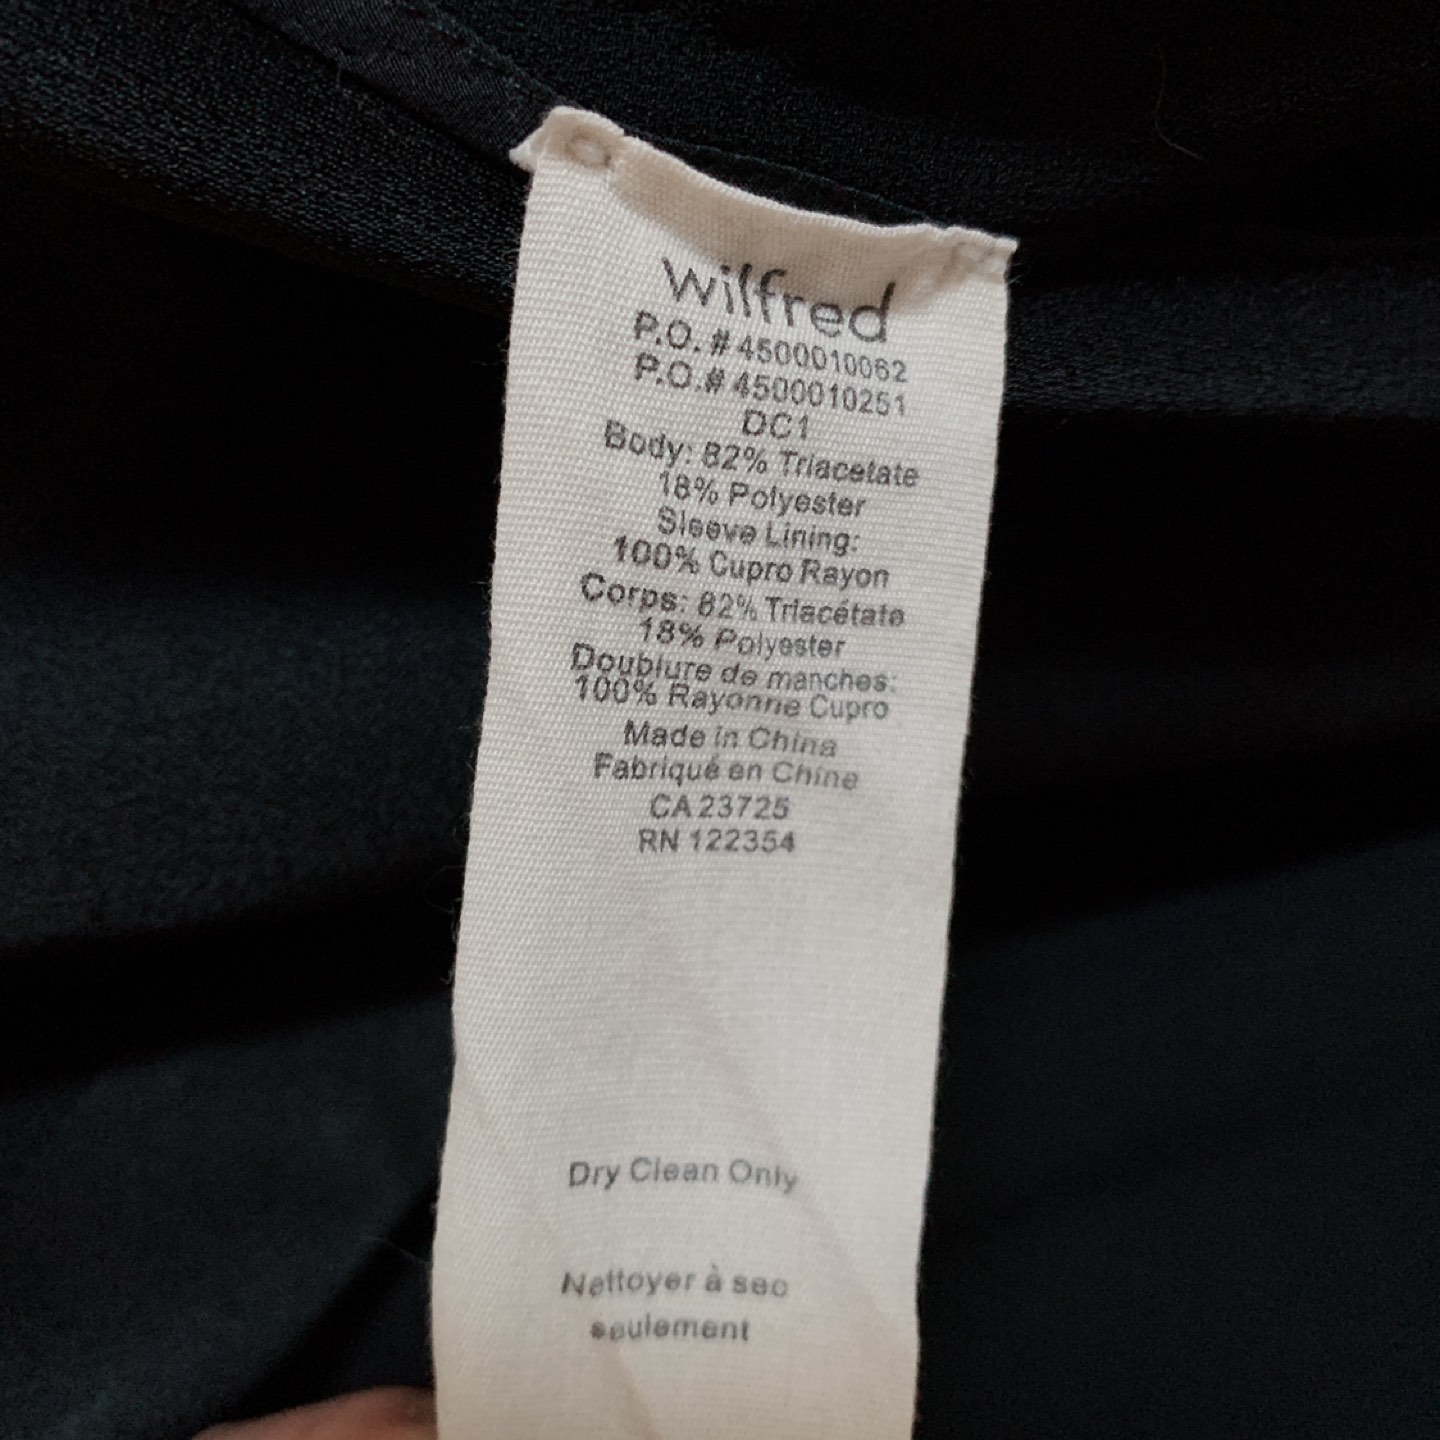 wilfred
P.O. # 4500010062
P.O.# 4500010251
DC1
Body: 82% Triacetate
18% Polyester
Sleeve Lining:
100% Cupro Rayon
Corps: 82% Triacétate
18% Polyester
Doublure de manches:
100% Rayonne Cupro
Made in China
Fabriqué en Chine
CA 23725
RN 122354
Dry Clean Only
Nettoyer à sec
seulement